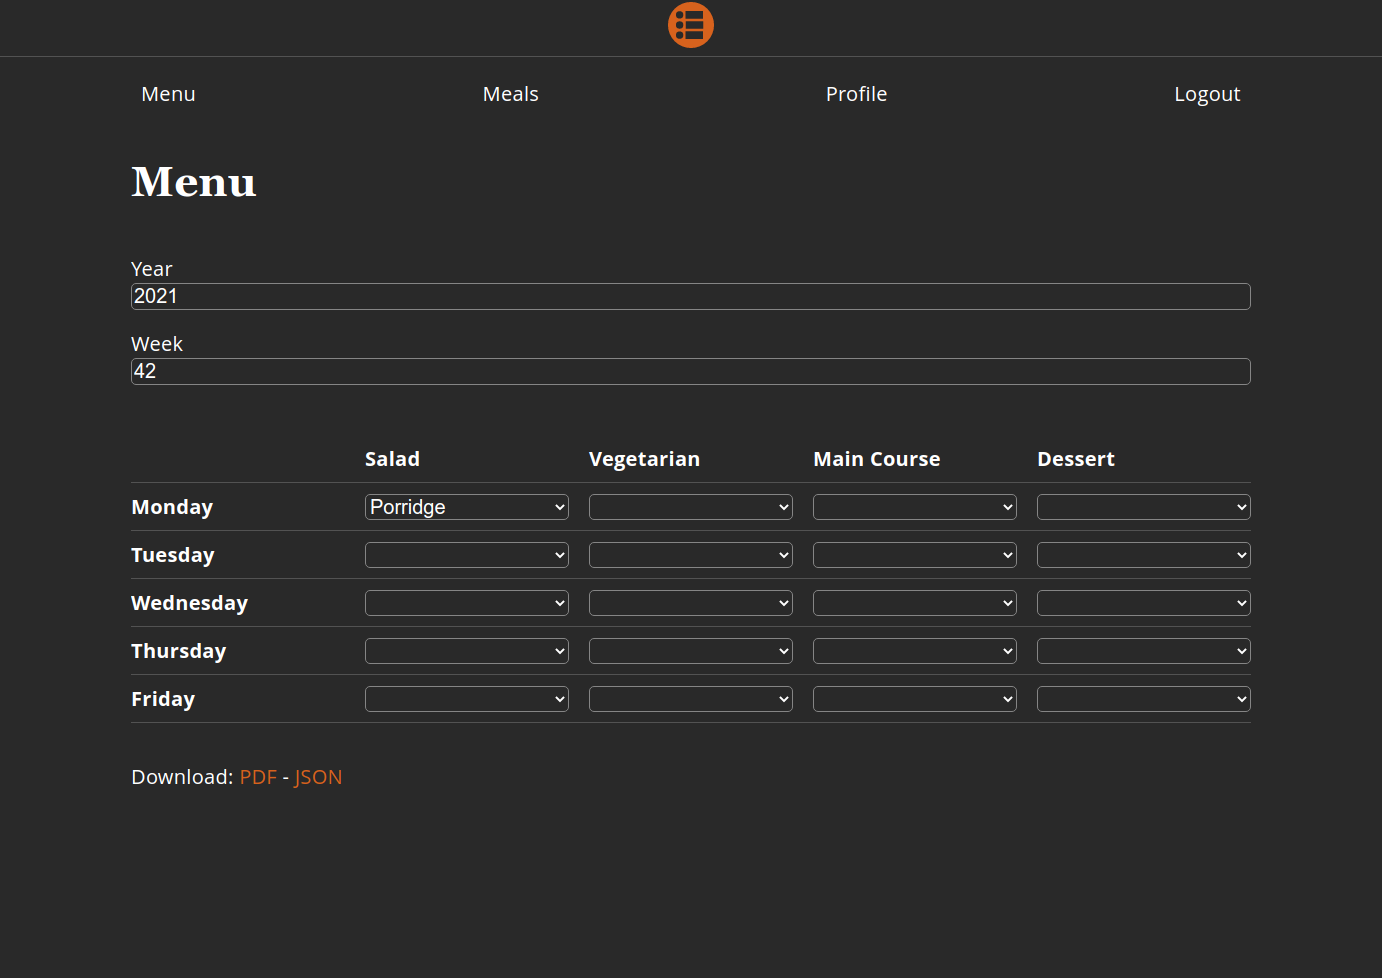 Menu Meals Profile Logout
Menu
Year
2021
Week
42
Salad Vegetarian Main Course Dessert
Monday Porridge
Tuesday
Wednesday
Thursday
Friday
Download: PDF - JSON